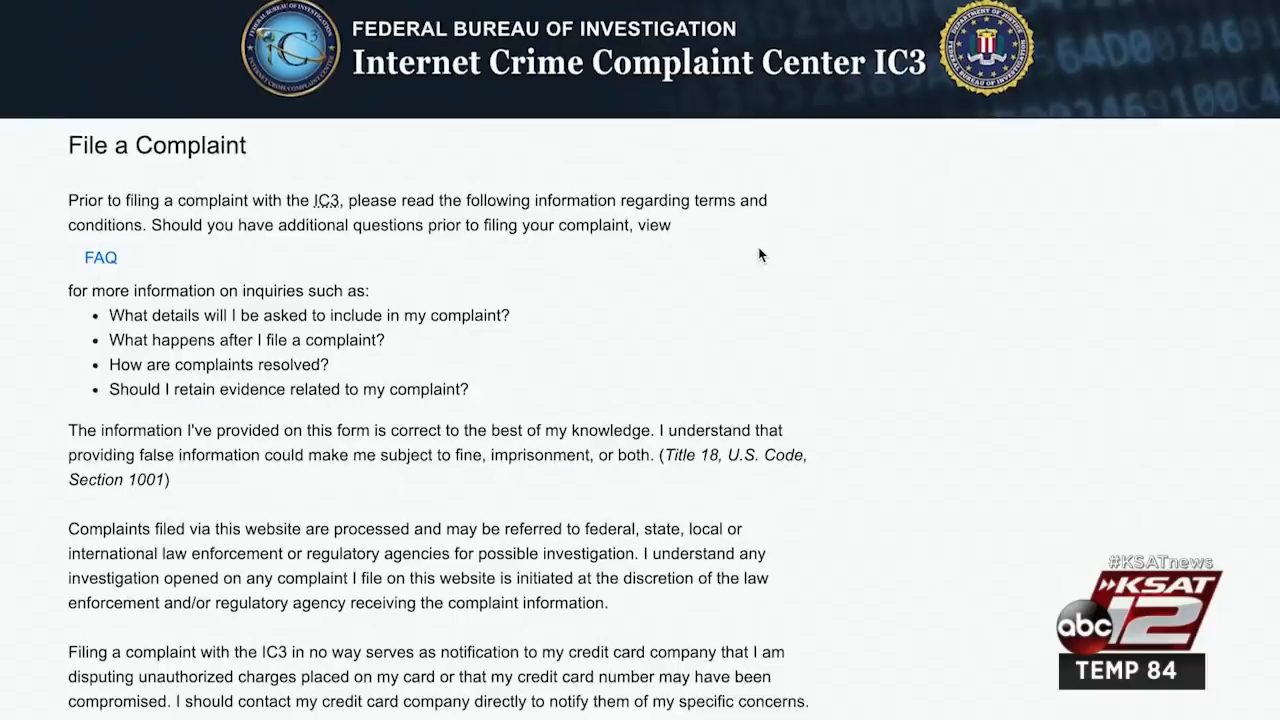 FEDERAL BUREAU OF INVESTIGATION
Internet Crime Complaint Center IC3
File a Complaint
Prior to filing a complaint with the IC3, please read the following information regarding terms and
conditions. Should you have additional questions prior to filing your complaint, view
FAQ
for more information on inquiries such as:
• What details will I be asked to include in my complaint?
• What happens after I file a complaint?
• How are complaints resolved?
• Should I retain evidence related to my complaint?
The information I've provided on this form is correct to the best of my knowledge. I understand that
providing false information could make me subject to fine, imprisonment, or both. (Title 18, U.S. Code,
Section 1001)
Complaints filed via this website are processed and may be referred to federal, state, local or
international law enforcement or regulatory agencies for possible investigation. I understand any
investigation opened on any complaint I file on this website is initiated at the discretion of the law
enforcement and/or regulatory agency receiving the complaint information.
Filing a complaint with the IC3 in no way serves as notification to my credit card company that I am
disputing unauthorized charges placed on my card or that my credit card number may have been
compromised. I should contact my credit card company directly to notify them of my specific concerns.
#KSATnews
KSAT
abc 12
TEMP 84